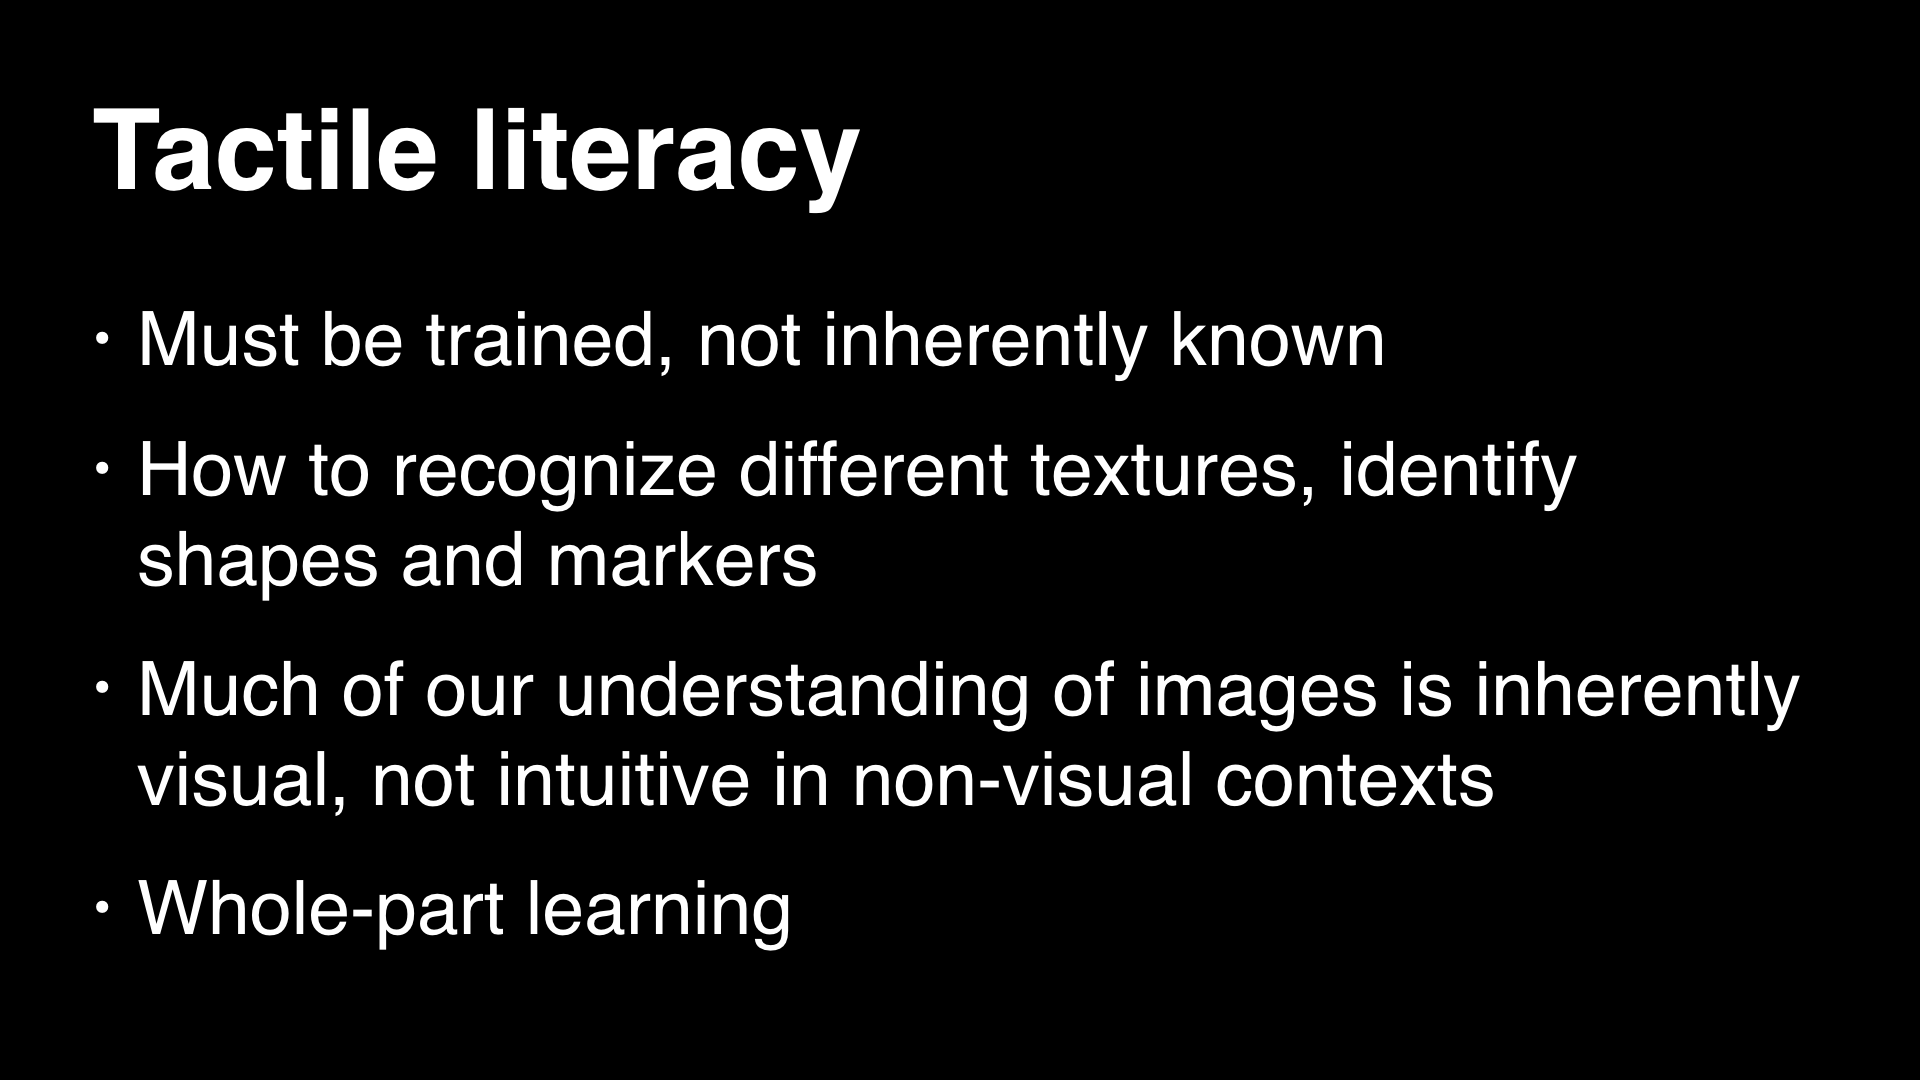 Tactile literacy
• Must be trained, not inherently known
• How to recognize different textures, identify
shapes and markers
• Much of our understanding of images is inherently
visual, not intuitive in non-visual contexts
• Whole-part learning